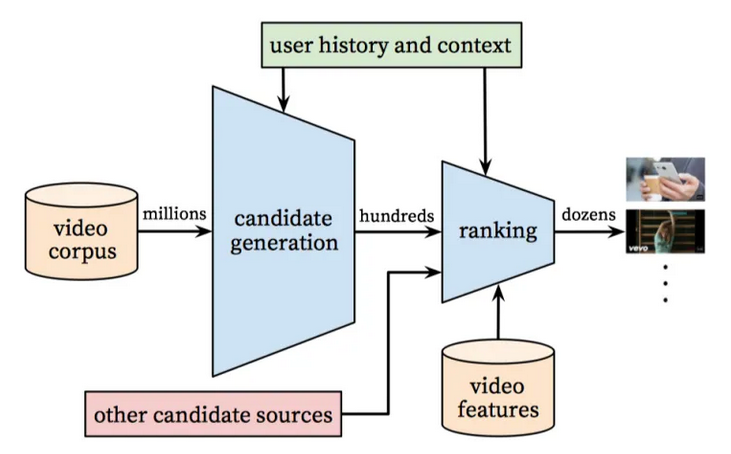 user history and context
video
corpus
millions
candidate
generation
hundreds
ranking
dozens
vevo
other candidate sources
video
features